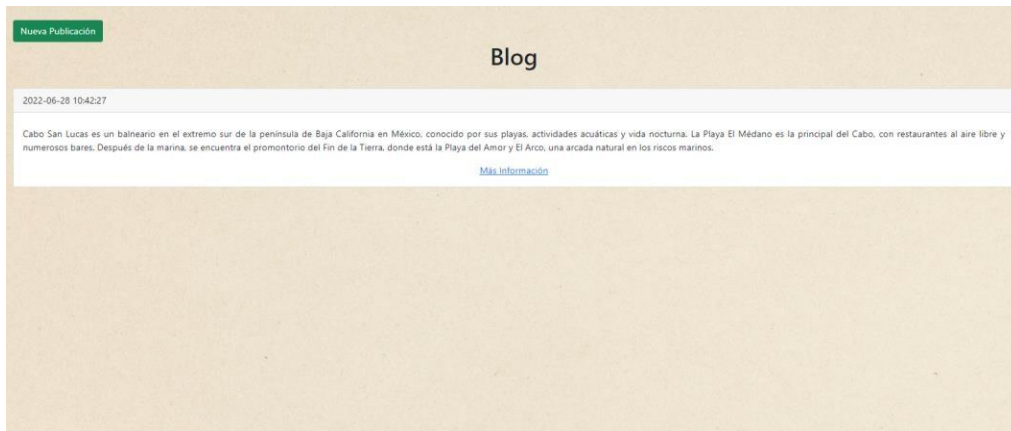 Nueva Publicación
Blog
2022-06-28 10:42:27
Cabo San Lucas es un balneario en el extremo sur de la península de Baja California en México, conocido por sus playas, actividades acuáticas y vida nocturna. La Playa El Médano es la principal del Cabo, con restaurantes al aire libre y
numerosos bares. Después de la marina, se encuentra el promontorio del Fin de la Tierra, donde está la Playa del Amor y El Arco, una arcada natural en los riscos marinos.
Más Información